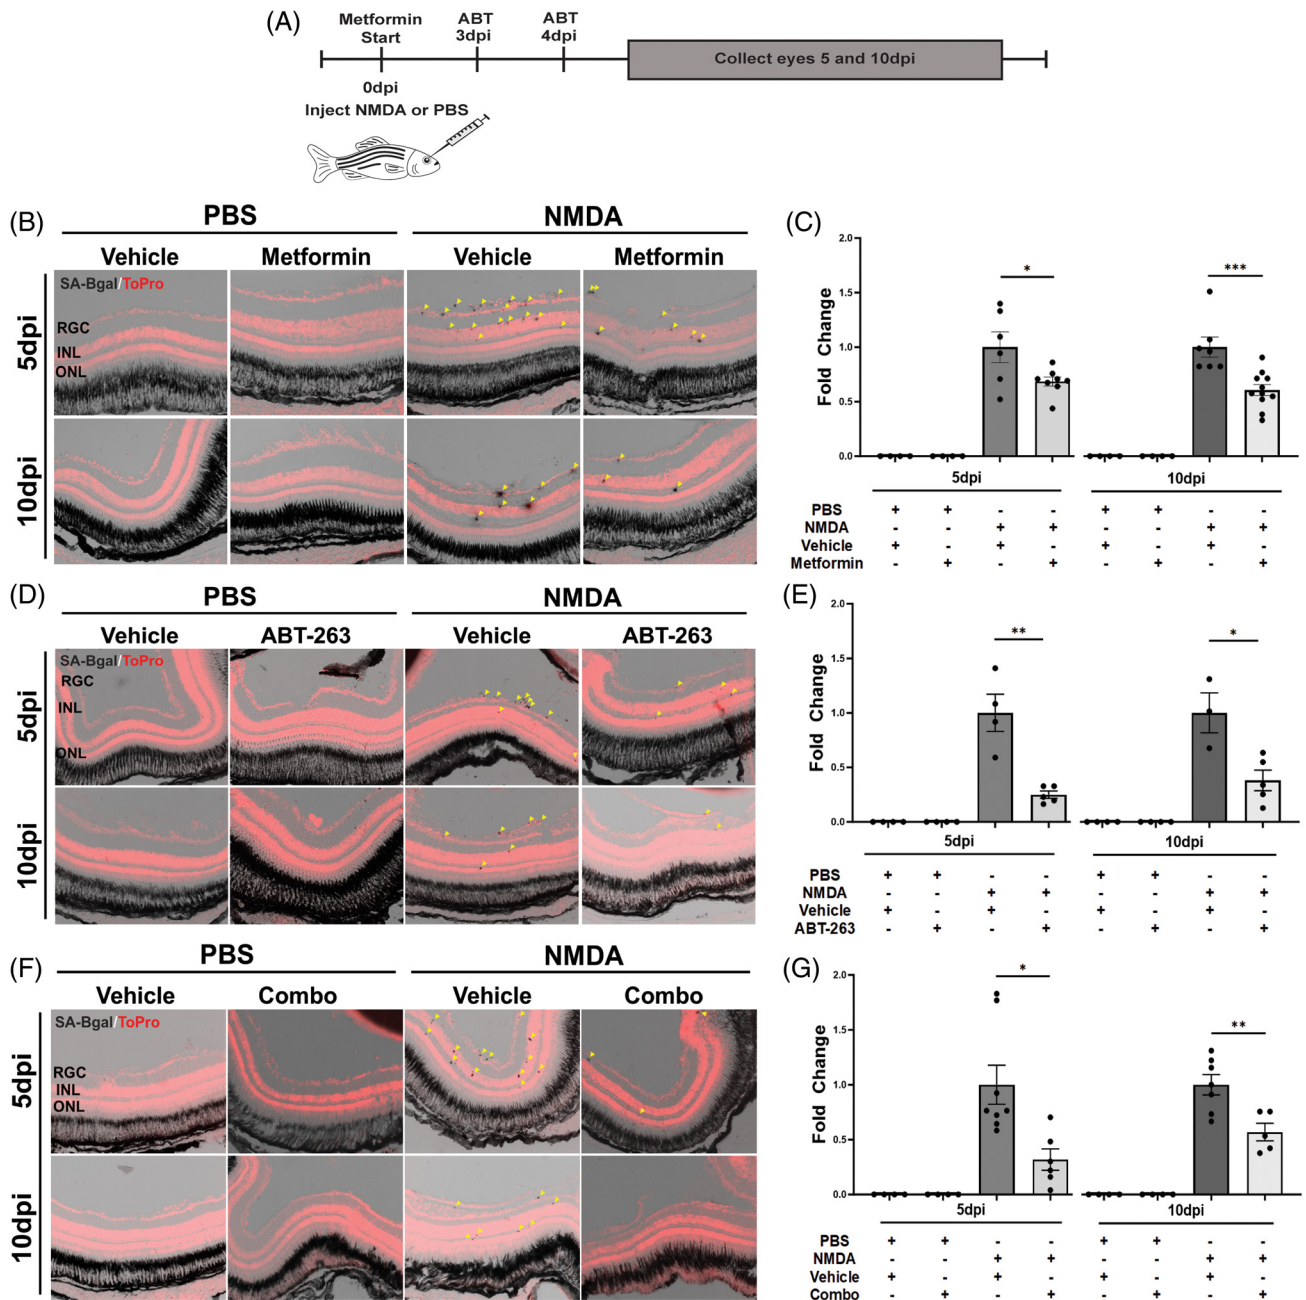 (A)
Metformin Start
ABT 3dpi
ABT 4dpi
Collect eyes 5 and 10dpi
0dpi
Inject NMDA or PBS
(B)
PBS NMDA
Vehicle Metformin Vehicle Metformin
5dpi
SA-Bgal/ToPro
RGC
INL
ONL
10dpi
(C)
Fold Change
2.0
1.5
1.0
0.5
0.0
* ***
5dpi 10dpi
PBS + + - - + + - -
NMDA - - + + - - + +
Vehicle + - + - + - + -
Metformin - + - + - + - +
(D)
PBS NMDA
Vehicle ABT-263 Vehicle ABT-263
5dpi
SA-Bgal/ToPro
RGC
INL
ONL
10dpi
(E)
Fold Change
2.0
1.5
1.0
0.5
0.0
** *
5dpi 10dpi
PBS + + - - + + - -
NMDA - - + + - - + +
Vehicle + - + - + - + -
ABT-263 - + - + - + - +
(F)
PBS NMDA
Vehicle Combo Vehicle Combo
5dpi
SA-Bgal/ToPro
RGC
INL
ONL
10dpi
(G)
Fold Change
2.0
1.5
1.0
0.5
0.0
* **
5dpi 10dpi
PBS + + - - + + - -
NMDA - - + + - - + +
Vehicle + - + - + - + -
Combo - + - + - + - +